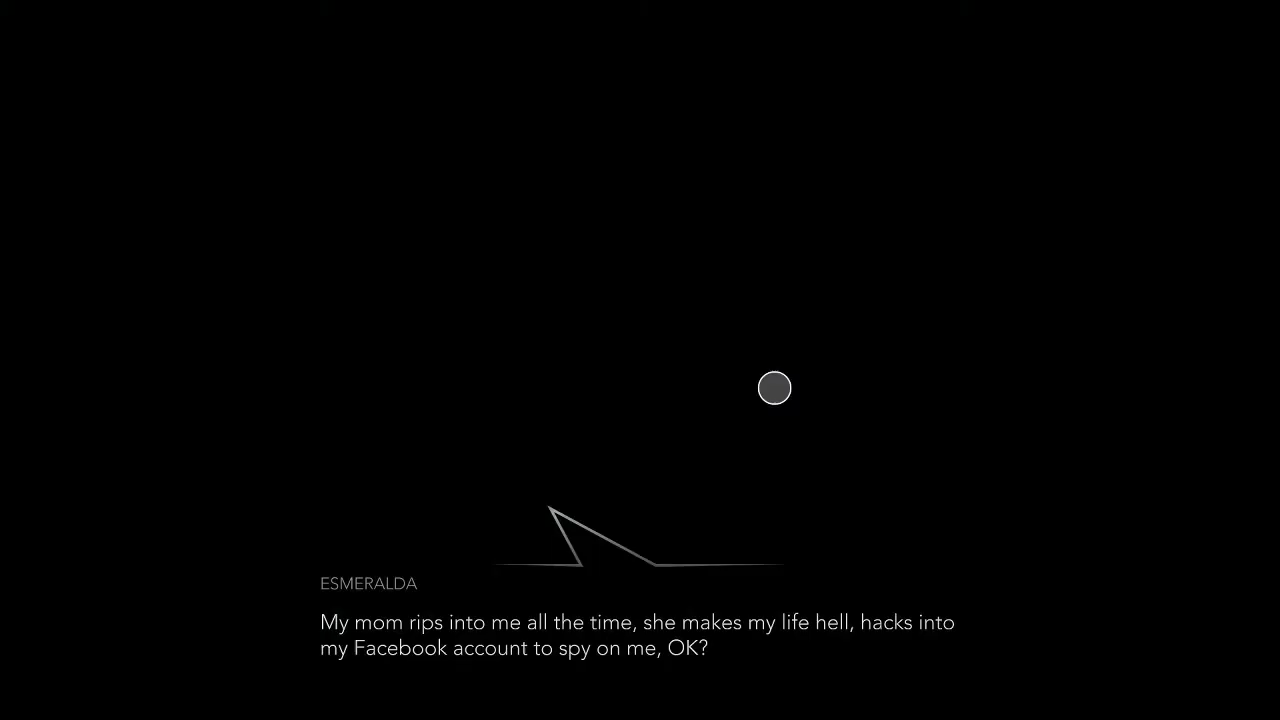 ESMERALDA
My mom rips into me all the time, she makes my life hell, hacks into
my Facebook account to spy on me, OK?